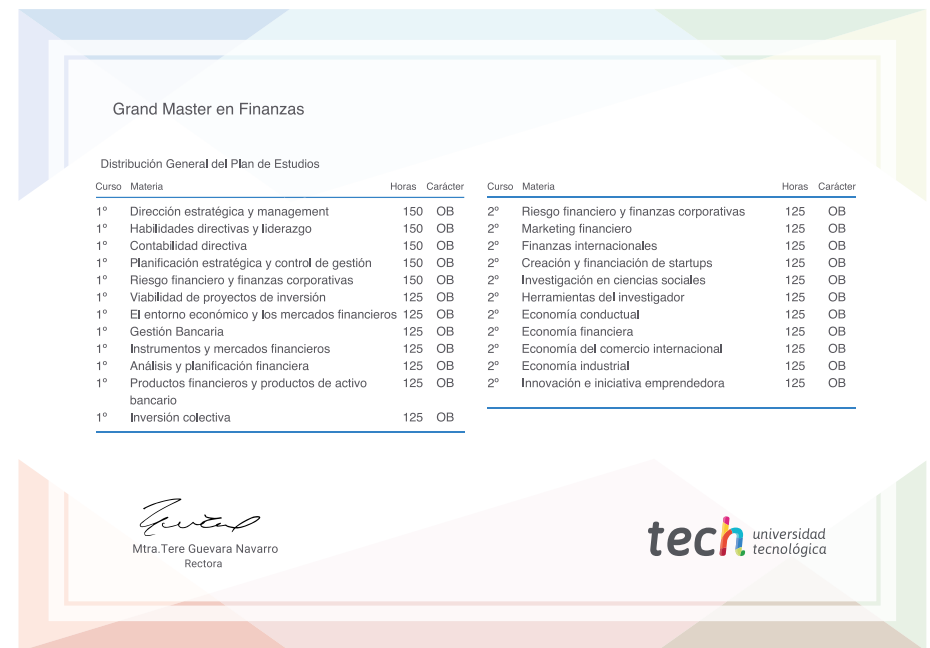 Grand Master en Finanzas
Distribución General del Plan de Estudios
Curso Materia Horas Carácter
1º Dirección estratégica y management 150 OB
1º Habilidades directivas y liderazgo 150 OB
1º Contabilidad directiva 150 OB
1º Planificación estratégica y control de gestión 150 OB
1º Riesgo financiero y finanzas corporativas 150 OB
1º Viabilidad de proyectos de inversión 125 OB
1º El entorno económico y los mercados financieros 125 OB
1º Gestión Bancaria 125 OB
1º Instrumentos y mercados financieros 125 OB
1º Análisis y planificación financiera 125 OB
1º Productos financieros y productos de activo 125 OB
bancario
1º Inversión colectiva 125 OB
Curso Materia Horas Carácter
2º Riesgo financiero y finanzas corporativas 125 OB
2º Marketing financiero 125 OB
2º Finanzas internacionales 125 OB
2º Creación y financiación de startups 125 OB
2º Investigación en ciencias sociales 125 OB
2º Herramientas del investigador 125 OB
2º Economía conductual 125 OB
2º Economía financiera 125 OB
2º Economía del comercio internacional 125 OB
2º Economía industrial 125 OB
2º Innovación e iniciativa emprendedora 125 OB
Mtra.Tere Guevara Navarro
Rectora
tech universidad
tecnológica